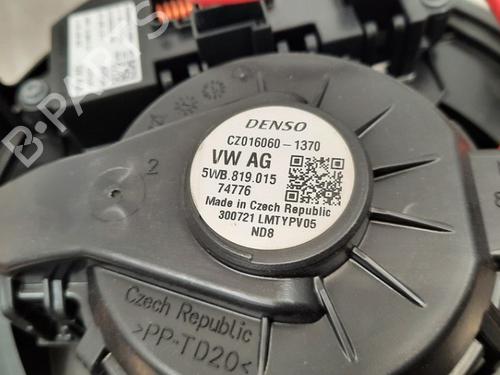 DENSO
CZ016060-1370
VW AG
5WB.819.015
74776
Made in Czech Republic
300721 LMTYPV05
ND8
2
Czech Republic
>PP-TD20<
B-PARTS